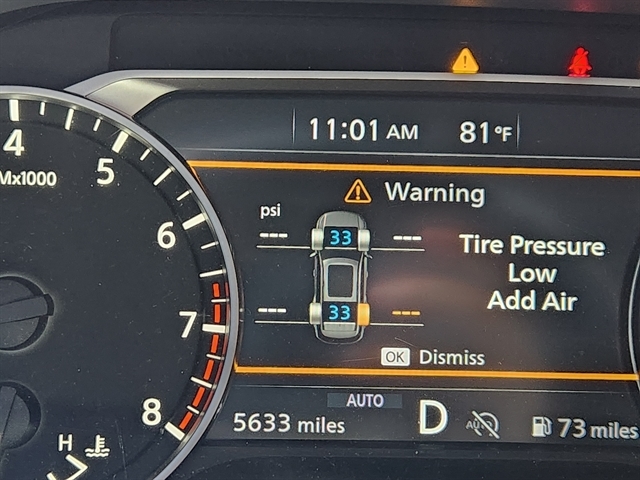 11:01 AM 81°F
4
5
Mx1000
6
7
8
H
Warning
psi
--- 33 ---
--- 33 ---
Tire Pressure
Low
Add Air
OK Dismiss
AUTO
5633 miles D AUTO 73 miles